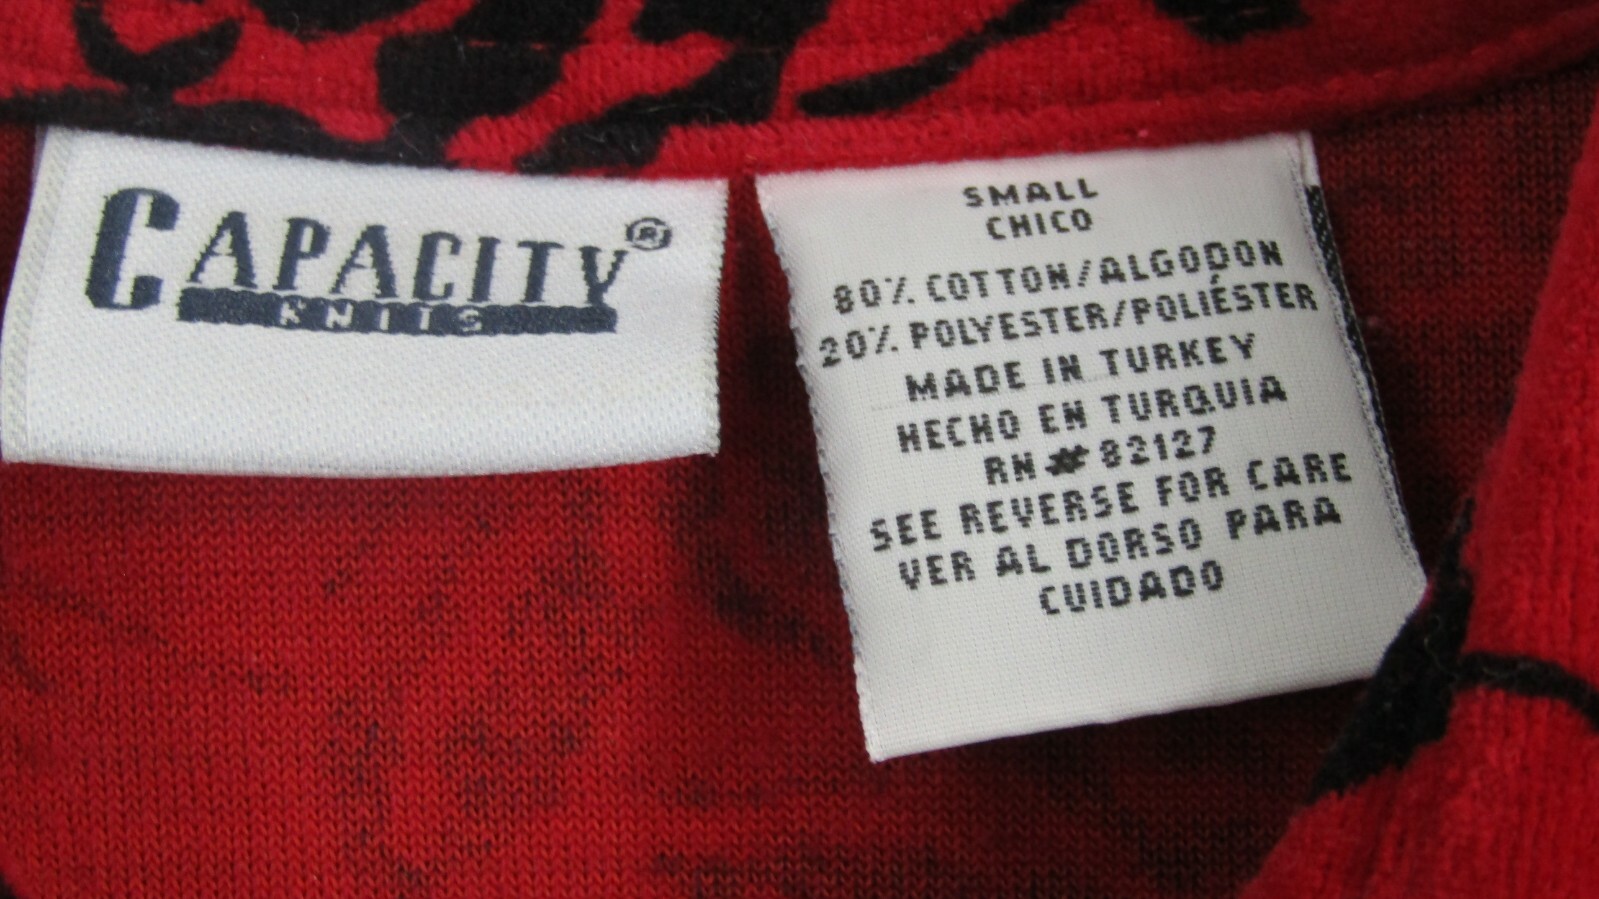 CAPACITY®
KNITS
SMALL
CHICO
80% COTTON/ALGODON
20% POLYESTER/POLIÉSTER
MADE IN TURKEY
HECHO EN TURQUIA
RN # 82127
SEE REVERSE FOR CARE
VER AL DORSO PARA
CUIDADO